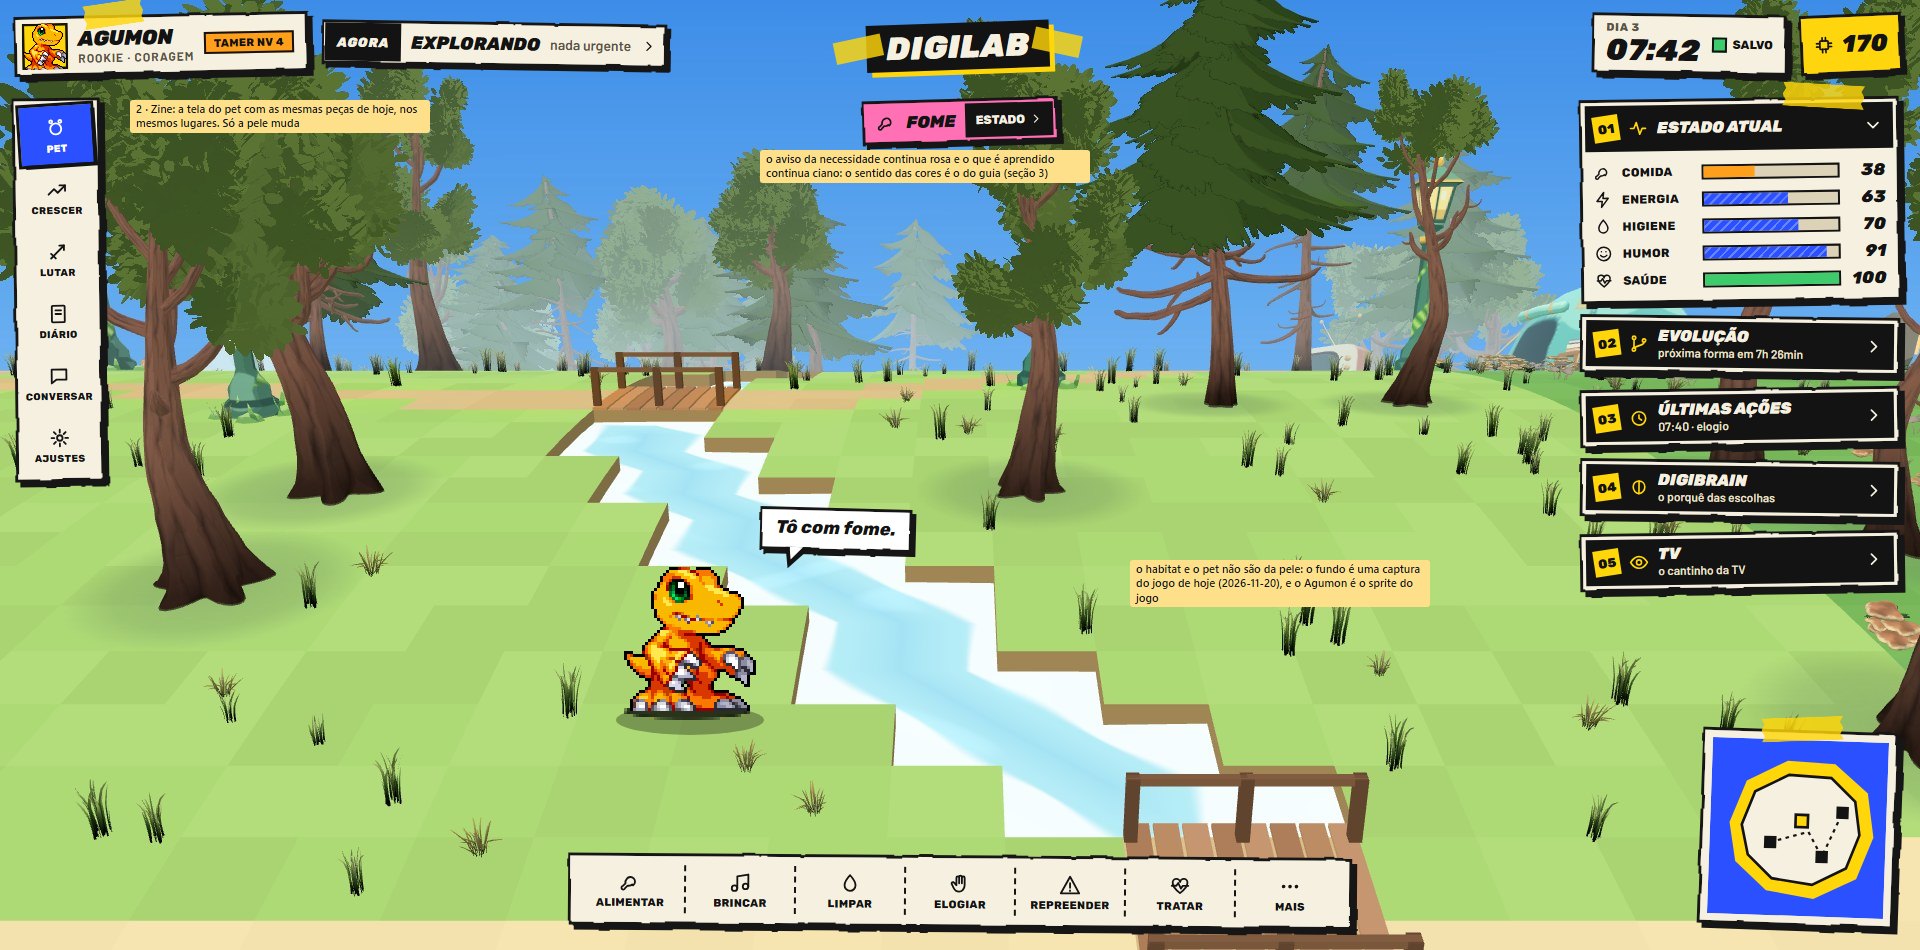 AGUMON
ROOKIE · CORAGEM
TAMER NV 4
AGORA
EXPLORANDO
nada urgente
DIGILAB
DIA 3
07:42
SALVO
170
PET
CRESCER
LUTAR
DIÁRIO
CONVERSAR
AJUSTES
2 · Zine: a tela do pet com as mesmas peças de hoje, nos
mesmos lugares. Só a pele muda
FOME
ESTADO
o aviso da necessidade continua rosa e o que é aprendido
continua ciano: o sentido das cores é o do guia (seção 3)
01
ESTADO ATUAL
COMIDA
38
ENERGIA
63
HIGIENE
70
HUMOR
91
SAÚDE
100
02
EVOLUÇÃO
próxima forma em 7h 26min
03
ÚLTIMAS AÇÕES
07:40 · elogio
04
DIGIBRAIN
o porquê das escolhas
05
TV
o cantinho da TV
Tô com fome.
o habitat e o pet não são da pele: o fundo é uma captura
do jogo de hoje (2026-11-20), e o Agumon é o sprite do
jogo
ALIMENTAR
BRINCAR
LIMPAR
ELOGIAR
REPREENDER
TRATAR
MAIS